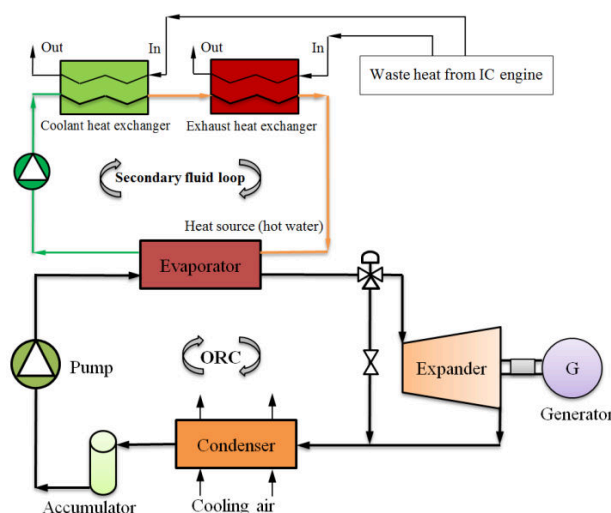 Out
In
Out
In
Waste heat from IC engine
Coolant heat exchanger
Exhaust heat exchanger
Secondary fluid loop
Heat source (hot water)
Evaporator
Pump
ORC
Expander
G
Generator
Condenser
Accumulator
Cooling air